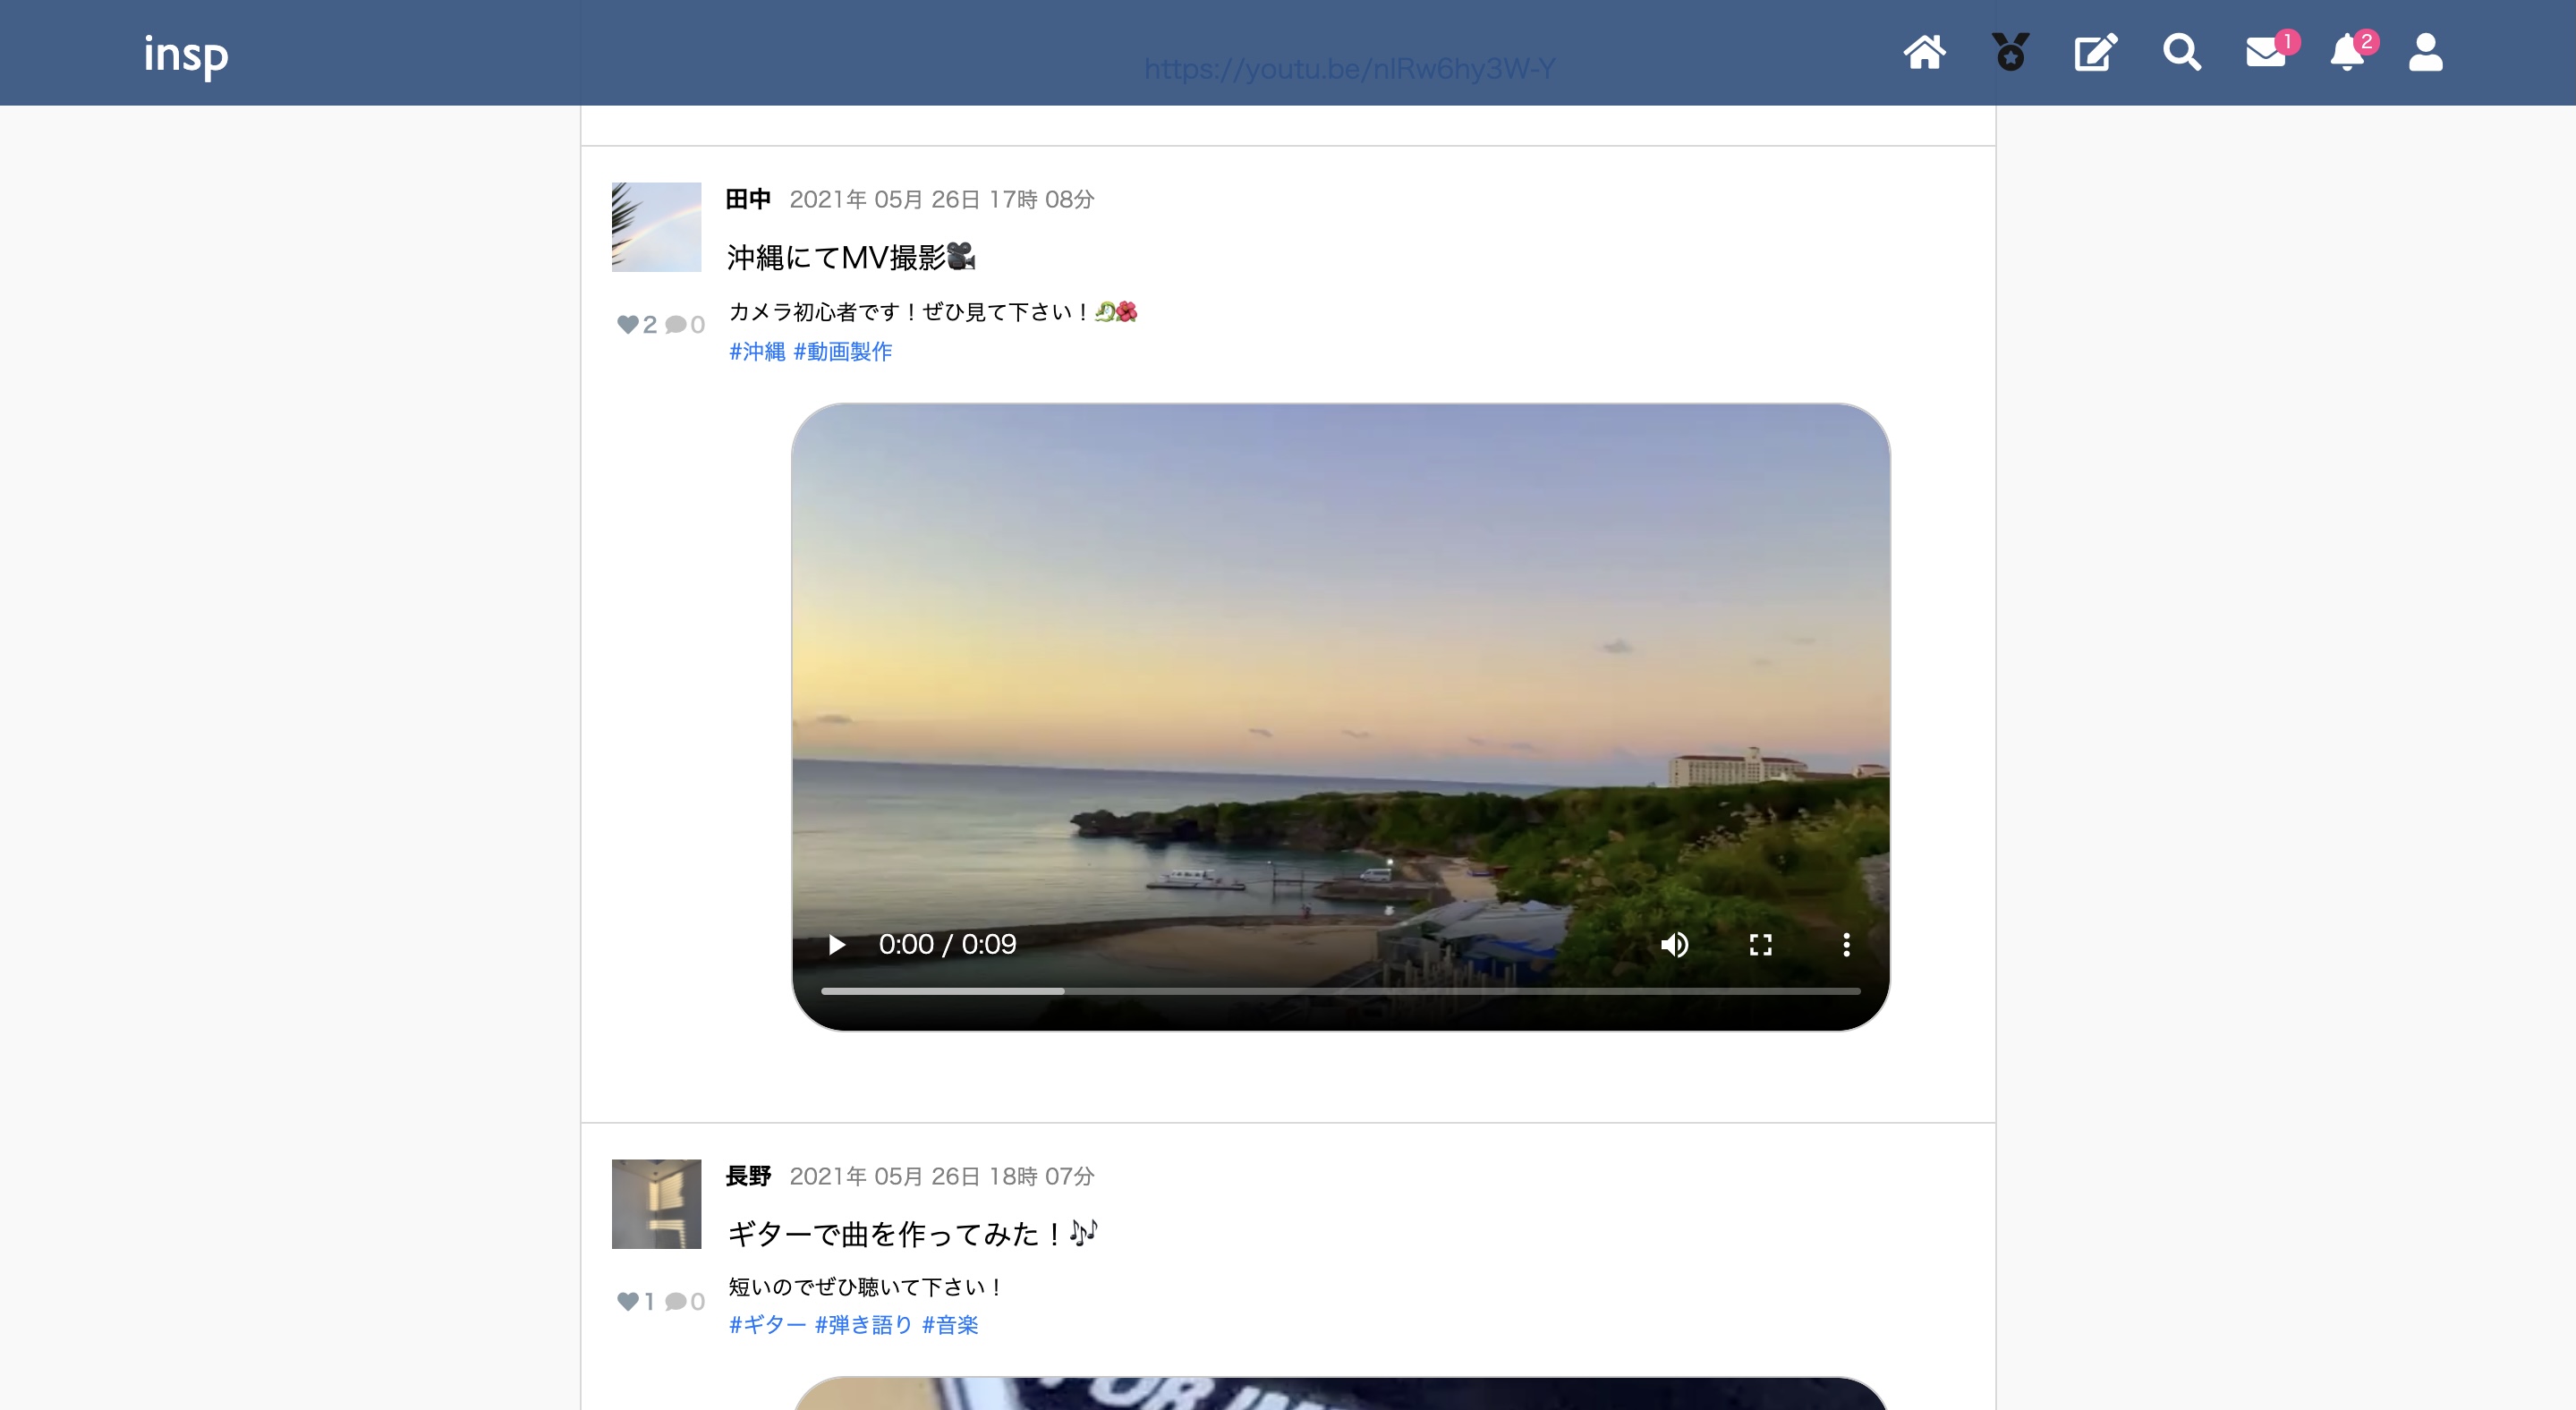 insp
https://youtu.be/nlRw6hy3W-Y
1
2
田中 2021年 05月 26日 17時 08分
沖縄にてMV撮影🎥
カメラ初心者です！ぜひ見て下さい！🐉🌺
2 0
#沖縄 #動画製作
0:00 / 0:09
長野 2021年 05月 26日 18時 07分
ギターで曲を作ってみた！🎶
短いのでぜひ聴いて下さい！
1 0
#ギター #弾き語り #音楽